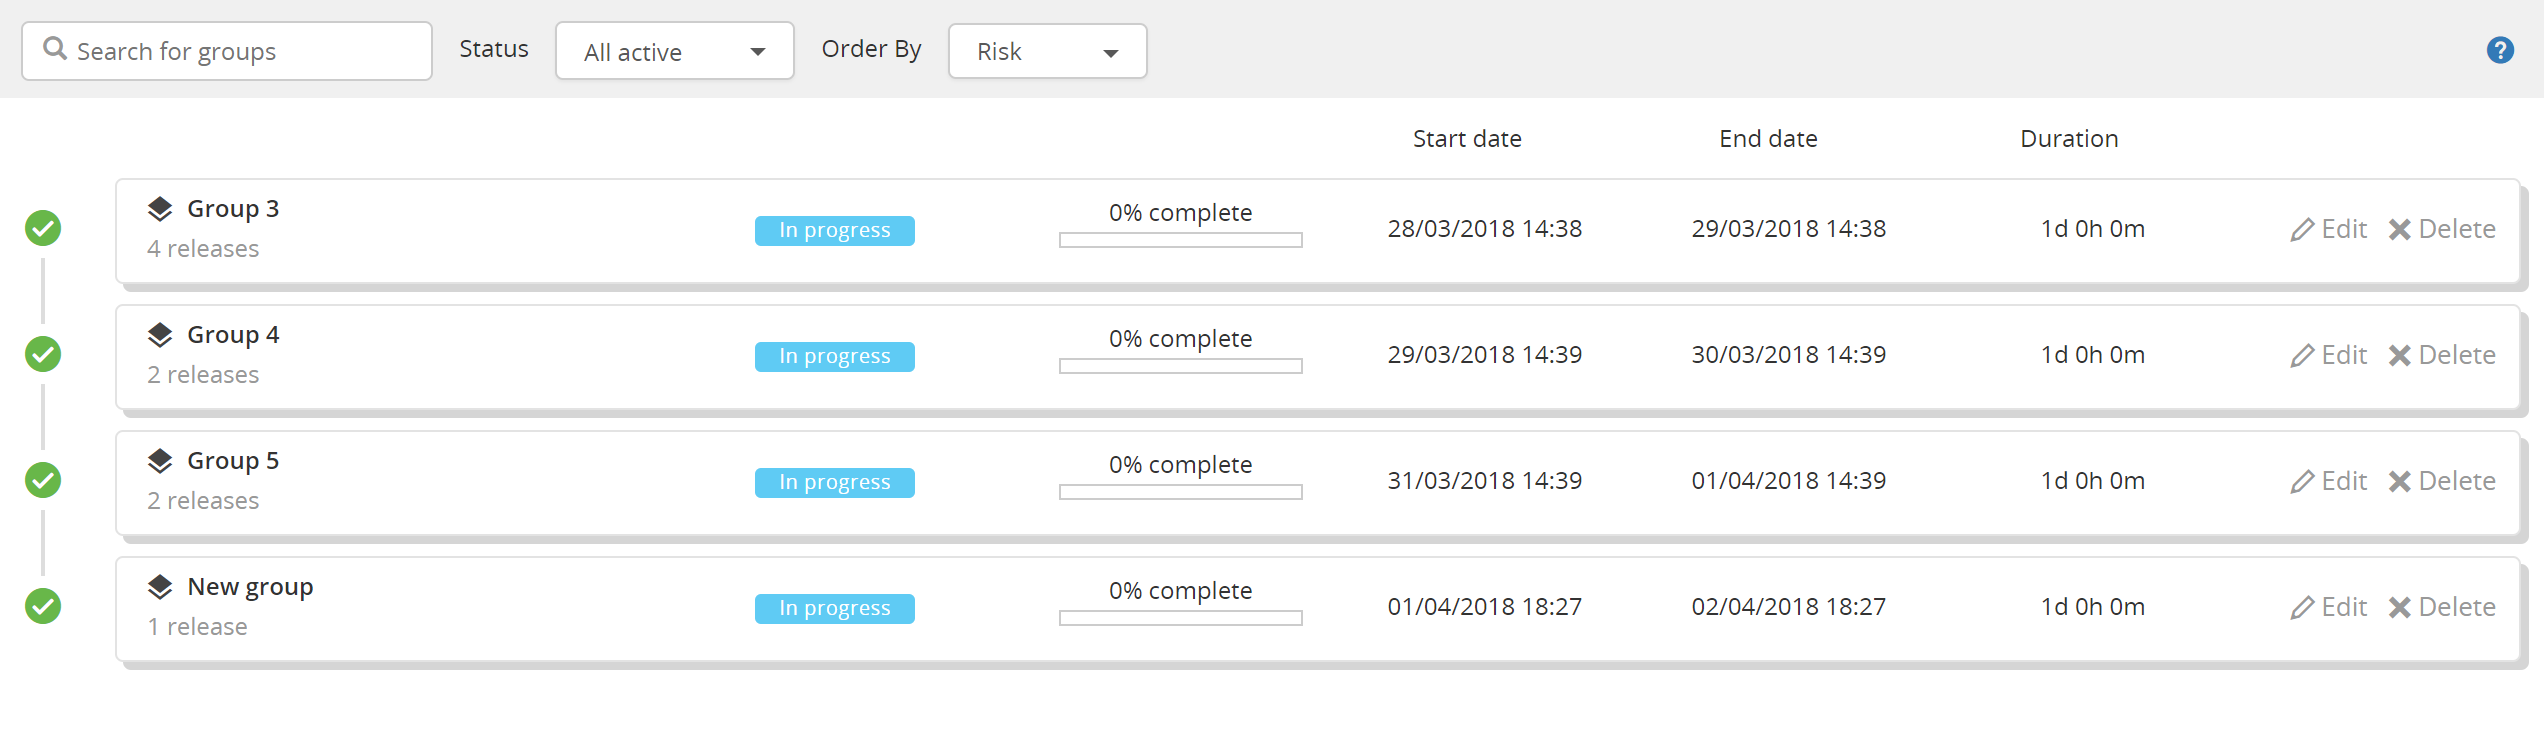 Search for groups Status All active Order By Risk ?
Start date End date Duration
Group 3
4 releases
In progress
0% complete
28/03/2018 14:38 29/03/2018 14:38 1d 0h 0m Edit Delete
Group 4
2 releases
In progress
0% complete
29/03/2018 14:39 30/03/2018 14:39 1d 0h 0m Edit Delete
Group 5
2 releases
In progress
0% complete
31/03/2018 14:39 01/04/2018 14:39 1d 0h 0m Edit Delete
New group
1 release
In progress
0% complete
01/04/2018 18:27 02/04/2018 18:27 1d 0h 0m Edit Delete